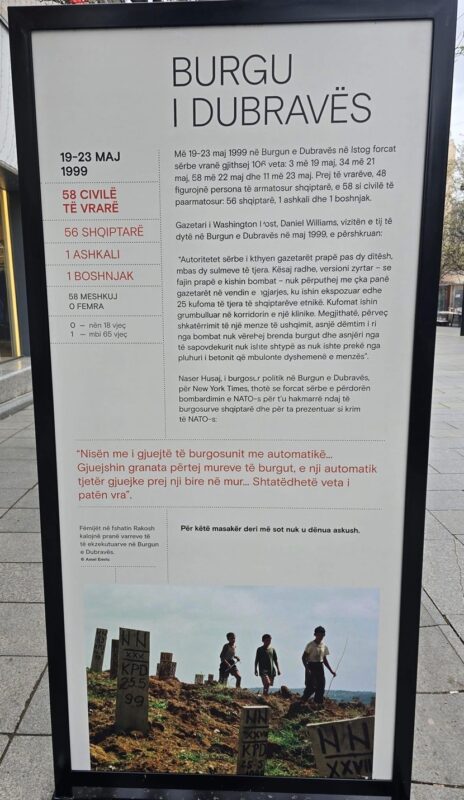 BURGU
I DUBRAVËS
19-23 MAJ
1999
58 CIVILË
TË VRARË
56 SHQIPTARË
1 ASHKALI
1 BOSHNJAK
58 MESHKUJ
0 FEMRA
0 — nën 18 vjeç
1 — mbi 65 vjeç
Më 19-23 maj 1999 në Burgun e Dubravës në Istog forcat
sërbe vranë gjithsej 106 veta: 3 më 19 maj, 34 më 21
maj, 58 më 22 maj dhe 11 më 23 maj. Prej të vrarëve, 48
figurojnë persona të armatosur shqiptarë, e 58 si civilë të
paarmatosur: 56 shqiptarë, 1 ashkali dhe 1 boshnjak.
Gazetari i Washington Post, Daniel Williams, vizitën e tij të
dytë në Burgun e Dubravës në maj 1999, e përshkruan:
“Autoritetet sërbe i kthyen gazetarët prapë pas dy ditësh,
mbas dy sulmeve të tjera. Kësaj radhe, versioni zyrtar – se
fajin prapë e kishin bombat – nuk përputhej me çka panë
gazetarët në vendin e ngjarjes, ku ishin ekspozuar edhe
25 kufoma të tjera të shqiptarëve etnikë. Kufomat ishin
grumbulluar në korridorin e një klinike. Megjithatë, përveç
shkatërrimit të një menze të ushqimit, asnjë dëmtim i ri
nga bombat nuk vërehej brenda burgut dhe asnjëri nga
të sapovdekurit nuk ishte shtypë as nuk ishte prekë nga
pluhuri i betonit që mbulonte dyshemenë e menzës”.
Naser Husaj, i burgosur politik në Burgun e Dubravës,
për New York Times, thotë se forcat sërbe e përdorën
bombardimin e NATO-s për t’u hakmarrë ndaj të
burgosurve shqiptarë dhe për ta prezentuar si krim
të NATO-s:
“Nisën me i gjuejtë të burgosunit me automatikë...
Gjuejshin granata përtej mureve të burgut, e nji automatik
tjetër gjuejke prej nji bire në mur... Shtatëdhetë veta i
patën vra”.
Fëmijët në fshatin Rakosh
kalojnë pranë varreve të
të ekzekutuarve në Burgun
e Dubravës.
© Amel Emric
Për këtë masakër deri më sot nuk u dënua askush.
NN
XXV
KPD
25.5
99
NN
XXVI
KPD
25.5
NN
XXVII